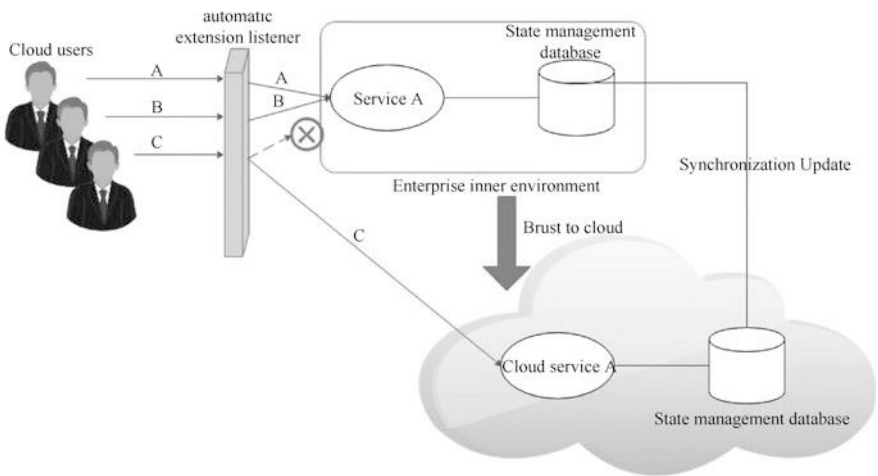 automatic
extension listener
Cloud users
A
B
C
A
B
Service A
State management
database
Enterprise inner environment
Synchronization Update
Brust to cloud
C
Cloud service A
State management database